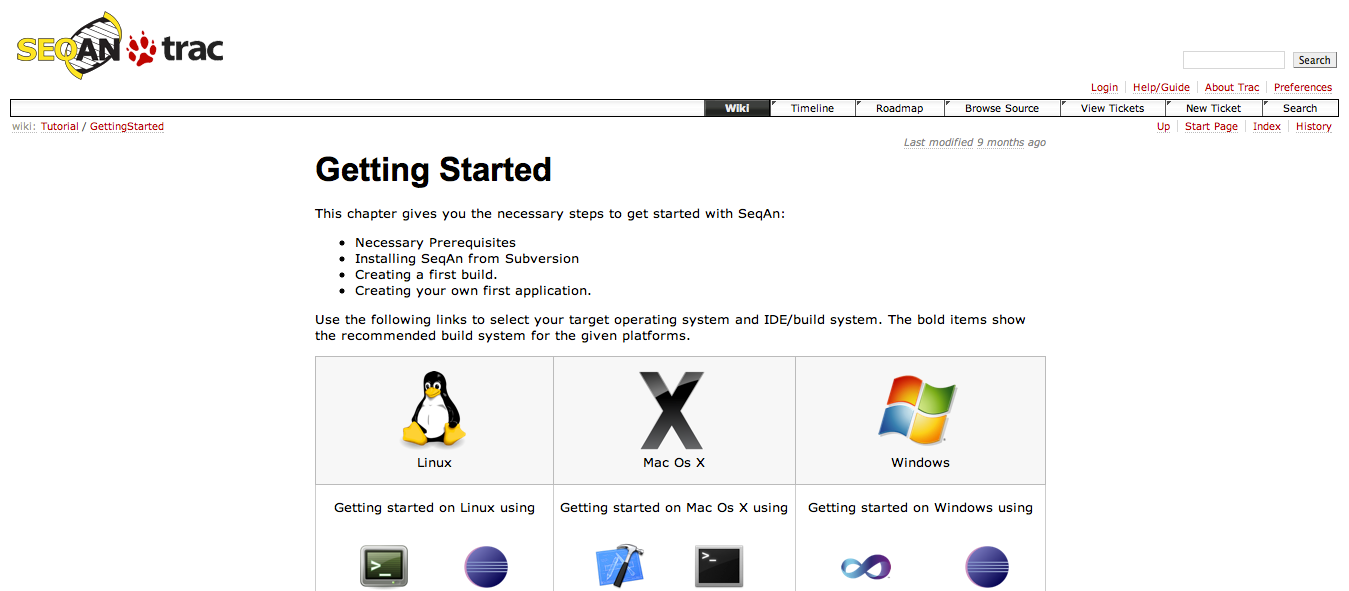 SEQAN trac
Search
Login Help/Guide About Trac Preferences
Wiki Timeline Roadmap Browse Source View Tickets New Ticket Search
wiki: Tutorial / GettingStarted
Up Start Page Index History
Last modified 9 months ago
Getting Started
This chapter gives you the necessary steps to get started with SeqAn:
• Necessary Prerequisites
• Installing SeqAn from Subversion
• Creating a first build.
• Creating your own first application.
Use the following links to select your target operating system and IDE/build system. The bold items show
the recommended build system for the given platforms.
Linux Mac Os X Windows
Getting started on Linux using Getting started on Mac Os X using Getting started on Windows using
>_ >_